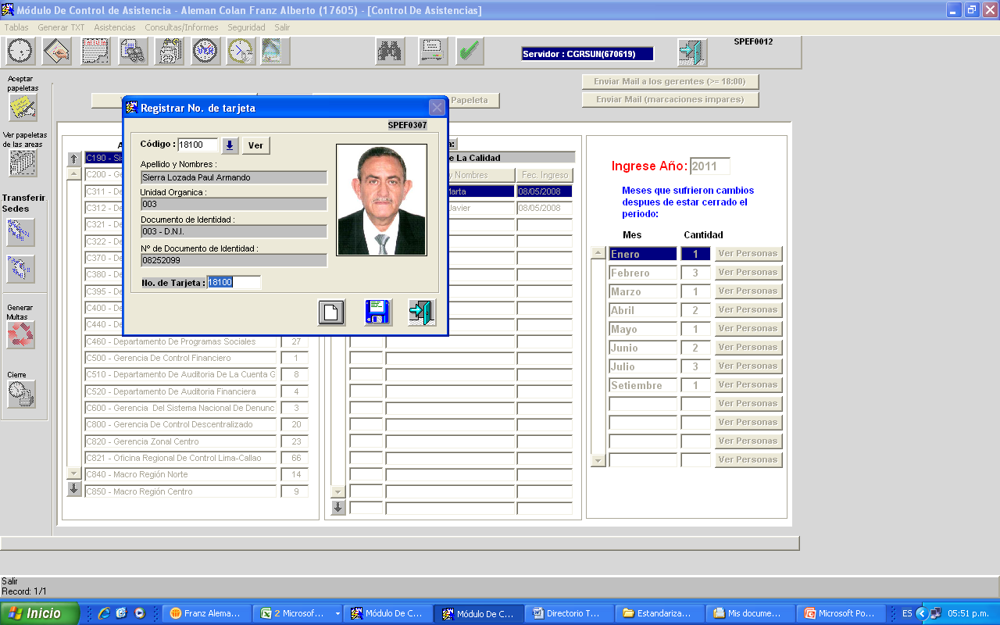 Módulo De Control de Asistencia - Aleman Colan Franz Alberto (17605) - [Control De Asistencias]
Tablas Generar TXT Asistencias Consultas/Informes Seguridad Salir
Servidor : CGRSUN(670619)
SPEF0012
Aceptar
papeletas
Ver papeletas
de las areas
Transferir
Sedes
Generar
Multas
Cierre
Enviar Mail a los gerentes (>= 18:00)
Enviar Mail (marcaciones impares)
Papeleta
Registrar No. de tarjeta
SPEF0307
Código : 18100 Ver
Apellido y Nombres :
Sierra Lozada Paul Armando
Unidad Organica :
003
Documento de Identidad :
003 - D.N.I.
Nº de Documento de Identidad :
08252099
No. de Tarjeta : 18100
C190 - Si
C200 - Ge
C311 - De
C312 - De
C321 - De
C322 - De
C370 - De
C380 - De
C395 - De
C400 - De
C440 - De
C460 - Departamento De Programas Sociales 27
C500 - Gerencia De Control Financiero 1
C510 - Departamento De Auditoria De La Cuenta G 8
C520 - Departamento De Auditoria Financiera 4
C600 - Gerencia Del Sistema Nacional De Denunc 3
C800 - Gerencia De Control Descentralizado 20
C820 - Gerencia Zonal Centro 23
C821 - Oficina Regional De Control Lima-Callao 66
C840 - Macro Región Norte 14
C850 - Macro Región Centro 9
e La Calidad
y Nombres Fec. Ingreso
Marta 08/05/2008
Javier 08/05/2008
Ingrese Año: 2011
Meses que sufrieron cambios
despues de estar cerrado el
periodo:
Mes Cantidad
Enero 1 Ver Personas
Febrero 3 Ver Personas
Marzo 1 Ver Personas
Abril 2 Ver Personas
Mayo 1 Ver Personas
Junio 2 Ver Personas
Julio 3 Ver Personas
Setiembre 1 Ver Personas
Ver Personas
Ver Personas
Ver Personas
Ver Personas
Salir
Record: 1/1
Inicio
Franz Alema...
2 Microsof...
Módulo De C...
Módulo De C...
Directorio T...
Estandariza...
Mis docume...
Microsoft Po...
ES
05:51 p.m.